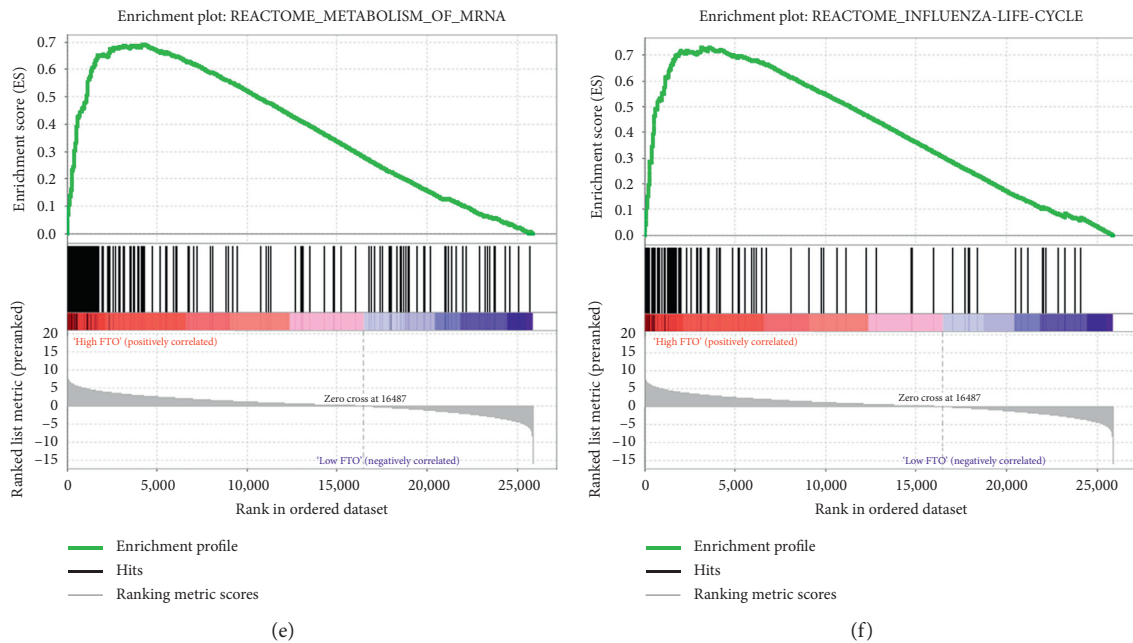 Enrichment plot: REACTOME_METABOLISM_OF_MRNA
Enrichment score (ES)
0.7
0.6
0.5
0.4
0.3
0.2
0.1
0.0
Ranked list metric (preranked)
20
15
10
5
0
−5
−10
−15
'High FTO' (positively correlated)
Zero cross at 16487
'Low FTO' (negatively correlated)
0 5,000 10,000 15,000 20,000 25,000
Rank in ordered dataset
Enrichment profile
Hits
Ranking metric scores
(e)
Enrichment plot: REACTOME_INFLUENZA-LIFE-CYCLE
Enrichment score (ES)
0.7
0.6
0.5
0.4
0.3
0.2
0.1
0.0
Ranked list metric (preranked)
20
15
10
5
0
−5
−10
−15
'High FTO' (positively correlated)
Zero cross at 16487
'Low FTO' (negatively correlated)
0 5,000 10,000 15,000 20,000 25,000
Rank in ordered dataset
Enrichment profile
Hits
Ranking metric scores
(f)